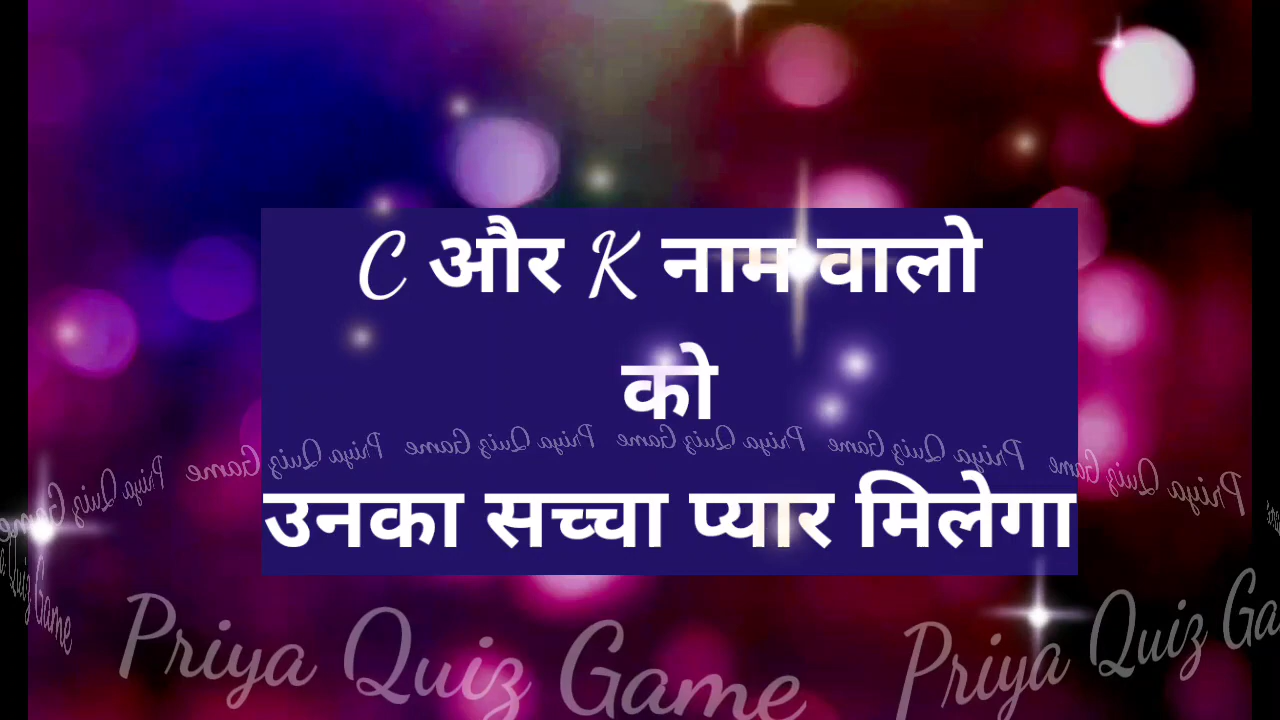 C और K नाम वालो
को
उनका सच्चा प्यार मिलेगा
Priya Quiz Game Priya Quiz Game Priya Quiz Game Priya Quiz Game Priya Quiz Game Priya Quiz Game
Priya Quiz Game Priya Quiz Ga